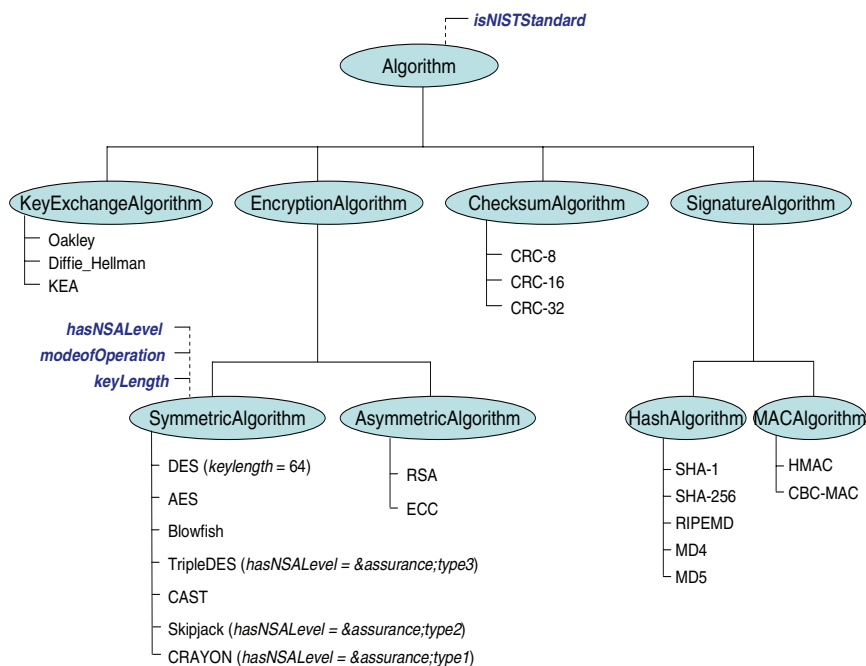 isNISTStandard
Algorithm
KeyExchangeAlgorithm
EncryptionAlgorithm
ChecksumAlgorithm
SignatureAlgorithm
Oakley
Diffie_Hellman
KEA
CRC-8
CRC-16
CRC-32
hasNSALevel
modeofOperation
keyLength
SymmetricAlgorithm
AsymmetricAlgorithm
HashAlgorithm
MACAlgorithm
DES (keylength = 64)
AES
Blowfish
TripleDES (hasNSALevel = &assurance;type3)
CAST
Skipjack (hasNSALevel = &assurance;type2)
CRAYON (hasNSALevel = &assurance;type1)
RSA
ECC
SHA-1
SHA-256
RIPEMD
MD4
MD5
HMAC
CBC-MAC